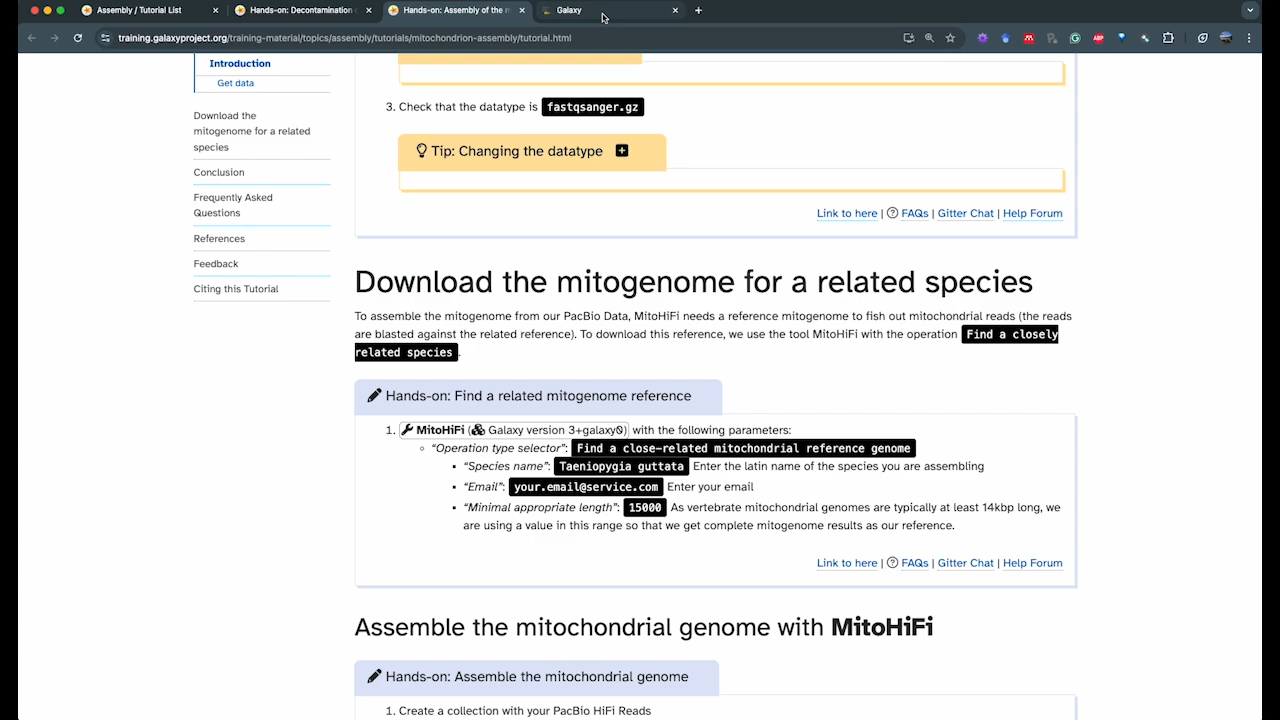 Assembly / Tutorial List
Hands-on: Decontamination
Hands-on: Assembly of the m
Galaxy
training.galaxyproject.org/training-material/topics/assembly/tutorials/mitochondrion-assembly/tutorial.html
Introduction
Get data
Download the
mitogenome for a related
species
Conclusion
Frequently Asked
Questions
References
Feedback
Citing this Tutorial
3. Check that the datatype is fastqsanger.gz
Tip: Changing the datatype
Link to here | FAQs | Gitter Chat | Help Forum
Download the mitogenome for a related species
To assemble the mitogenome from our PacBio Data, MitoHiFi needs a reference mitogenome to fish out mitochondrial reads (the reads
are blasted against the related reference). To download this reference, we use the tool MitoHiFi with the operation Find a closely
related species.
Hands-on: Find a related mitogenome reference
1. MitoHiFi (Galaxy version 3+galaxy0) with the following parameters:
“Operation type selector”: Find a close-related mitochondrial reference genome
“Species name”: Taeniopygia guttata Enter the latin name of the species you are assembling
“Email”: your.email@service.com Enter your email
“Minimal appropriate length”: 15000 As vertebrate mitochondrial genomes are typically at least 14kbp long, we
are using a value in this range so that we get complete mitogenome results as our reference.
Link to here | FAQs | Gitter Chat | Help Forum
Assemble the mitochondrial genome with MitoHiFi
Hands-on: Assemble the mitochondrial genome
1. Create a collection with your PacBio HiFi Reads